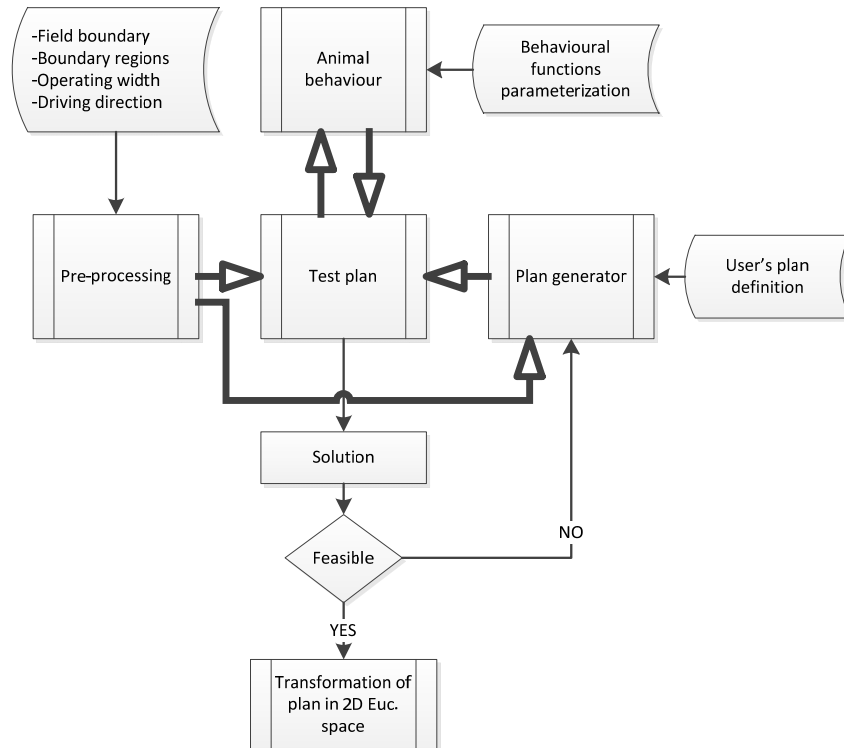 -Field boundary
-Boundary regions
-Operating width
-Driving direction
Animal
behaviour
Behavioural
functions
parameterization
Pre-processing
Test plan
Plan generator
User's plan
definition
Solution
Feasible
NO
YES
Transformation of
plan in 2D Euc.
space